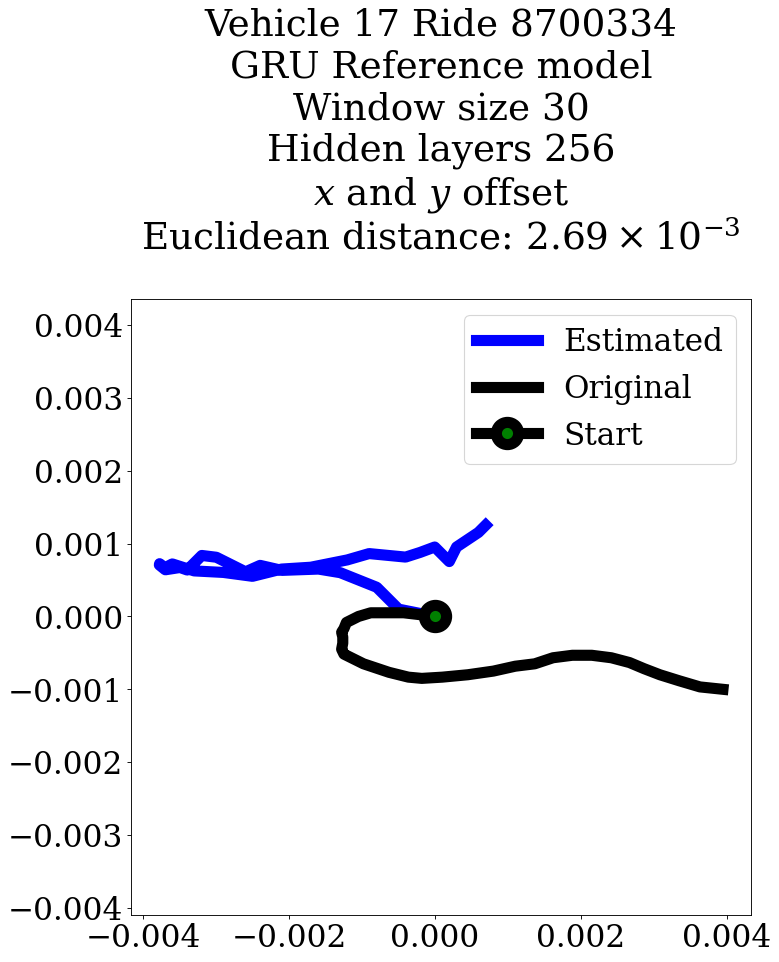 Vehicle 17 Ride 8700334
GRU Reference model
Window size 30
Hidden layers 256
x and y offset
Euclidean distance: 2.69 × 10⁻³
Estimated
Original
Start
0.004
0.003
0.002
0.001
0.000
−0.001
−0.002
−0.003
−0.004
−0.004 −0.002 0.000 0.002 0.004